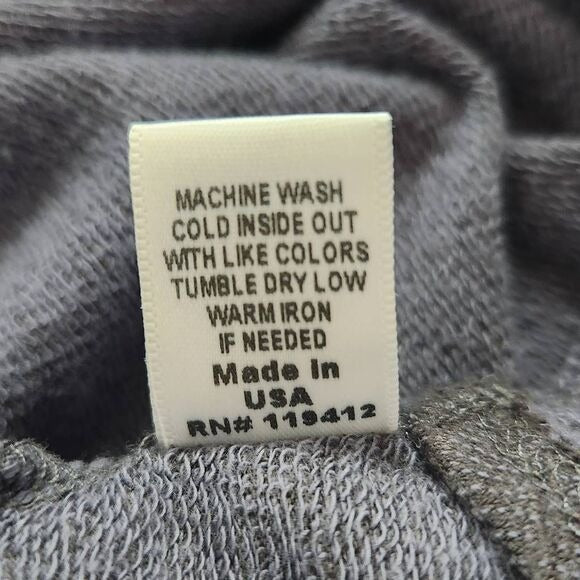 MACHINE WASH
COLD INSIDE OUT
WITH LIKE COLORS
TUMBLE DRY LOW
WARM IRON
IF NEEDED
Made in
USA
RN# 119412